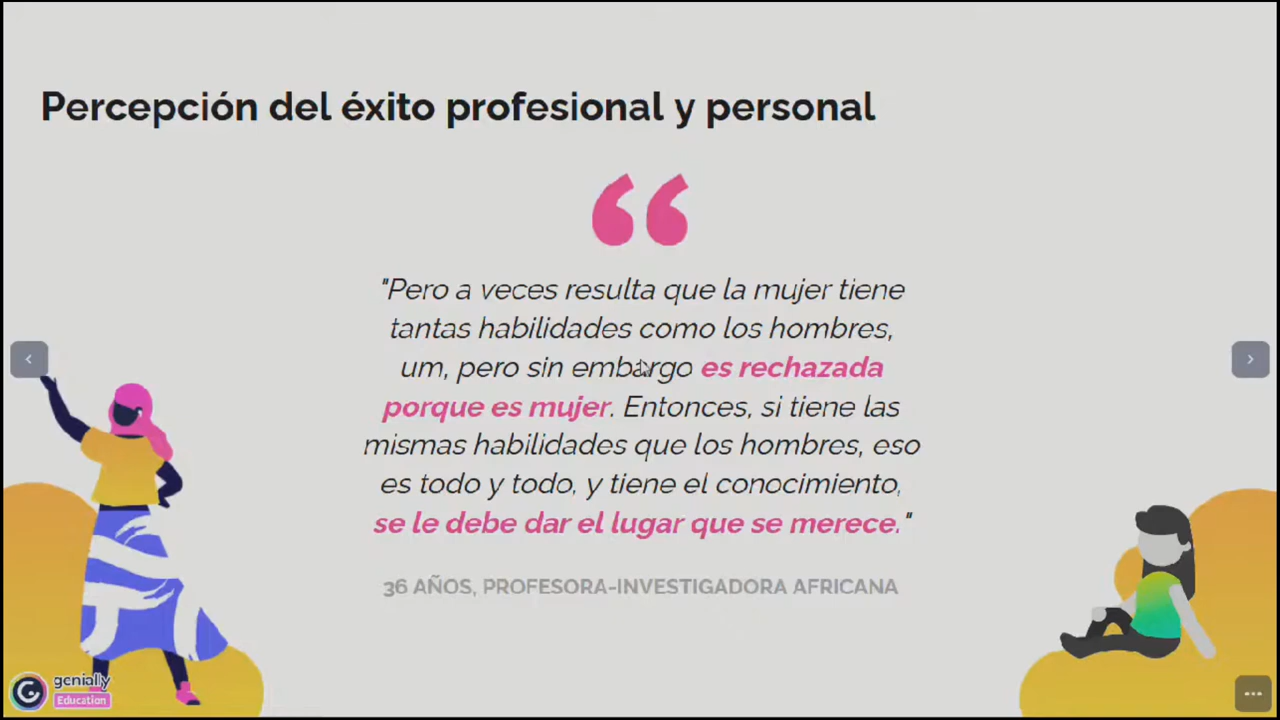 Percepción del éxito profesional y personal
“
"Pero a veces resulta que la mujer tiene
tantas habilidades como los hombres,
um, pero sin embargo es rechazada
porque es mujer. Entonces, si tiene las
mismas habilidades que los hombres, eso
es todo y todo, y tiene el conocimiento,
se le debe dar el lugar que se merece."
36 AÑOS, PROFESORA-INVESTIGADORA AFRICANA
genially
Education